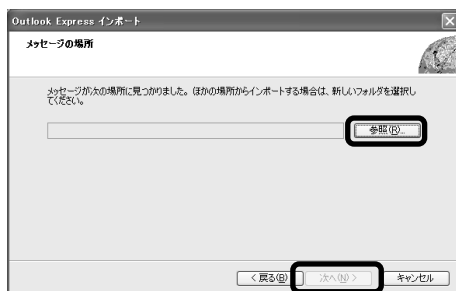 Outlook Express インポート
メッセージの場所
メッセージが次の場所に見つかりました。ほかの場所からインポートする場合は、新しいフォルダを選択し
てください。
参照(R)...
< 戻る(B)
次へ(N) >
キャンセル